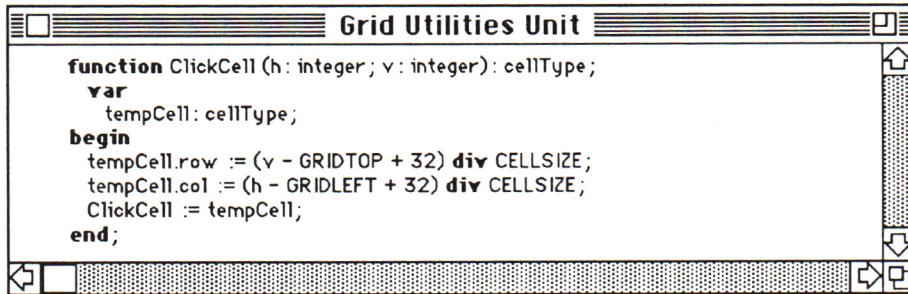 Grid Utilities Unit
function ClickCell (h: integer; v: integer): cellType;
var
tempCell: cellType;
begin
tempCell.row := (v - GRIDTOP + 32) div CELLSIZE;
tempCell.col := (h - GRIDLEFT + 32) div CELLSIZE;
ClickCell := tempCell;
end;